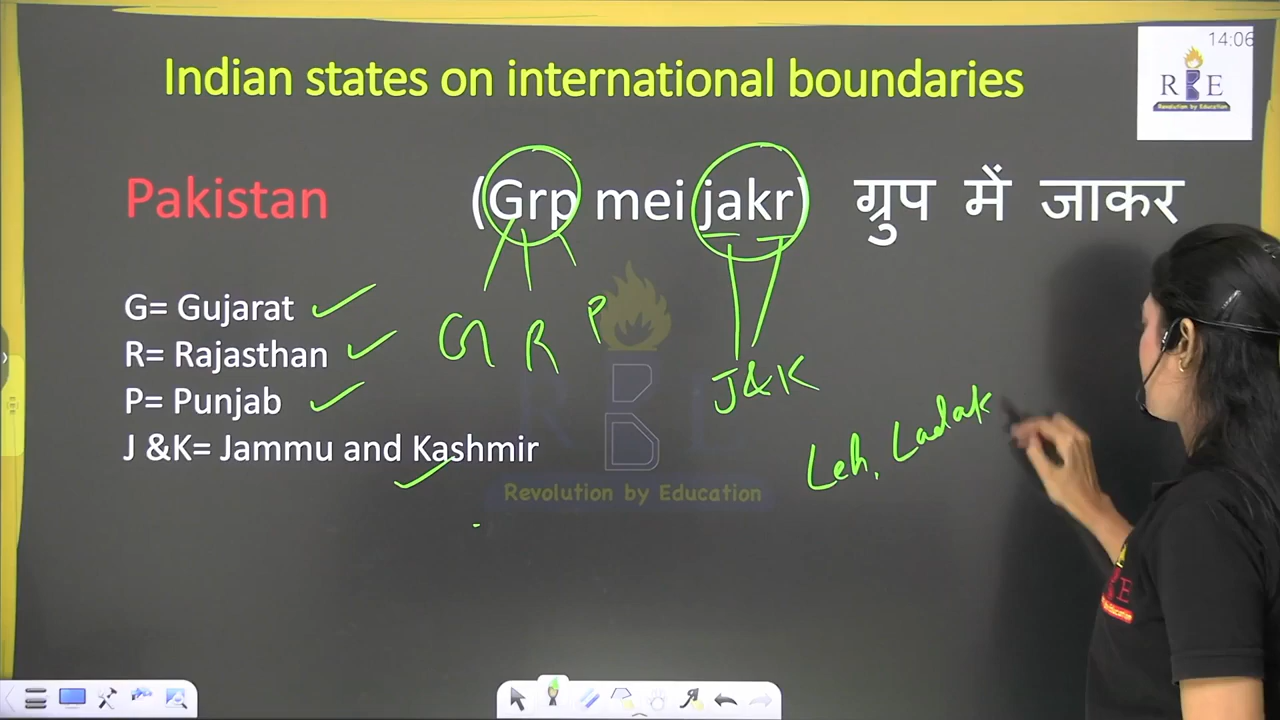 14:06
Indian states on international boundaries
RBE
Revolution by Education
Pakistan (Grp mei jakr) ग्रुप में जाकर
G= Gujarat
R= Rajasthan
P= Punjab
J &K= Jammu and Kashmir
G R P
J&K
Leh, Ladak
Revolution by Education